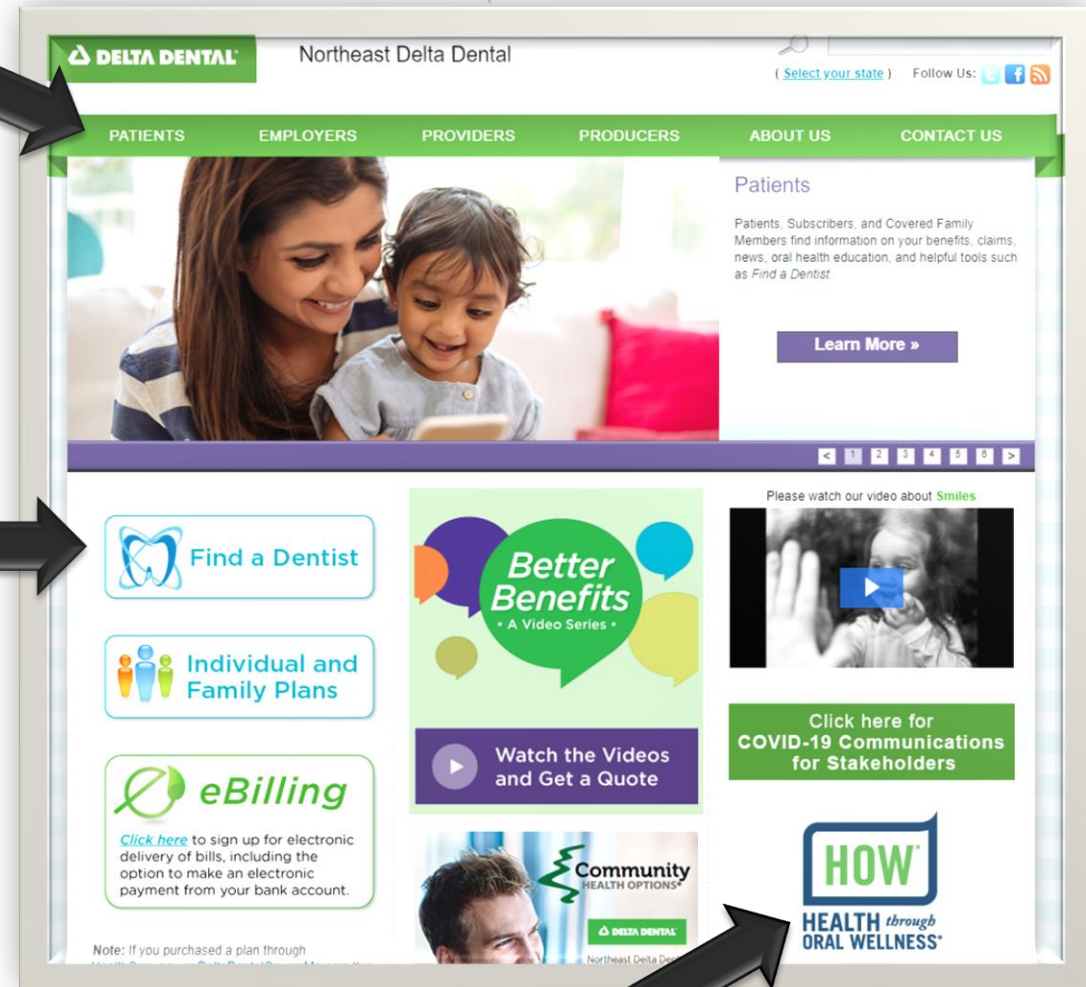 DELTA DENTAL®
Northeast Delta Dental
( Select your state )
Follow Us:
PATIENTS
EMPLOYERS
PROVIDERS
PRODUCERS
ABOUT US
CONTACT US
Patients
Patients, Subscribers, and Covered Family
Members find information on your benefits, claims,
news, oral health education, and helpful tools such
as Find a Dentist
Learn More »
< 1 2 3 4 5 6 >
Find a Dentist
Individual and
Family Plans
eBilling
Click here to sign up for electronic
delivery of bills, including the
option to make an electronic
payment from your bank account.
Note: If you purchased a plan through
Better
Benefits
• A Video Series •
Watch the Videos
and Get a Quote
Community
HEALTH OPTIONS®
DELTA DENTAL
Northeast Delta
Please watch our video about Smiles
Click here for
COVID-19 Communications
for Stakeholders
HOW®
HEALTH through
ORAL WELLNESS®